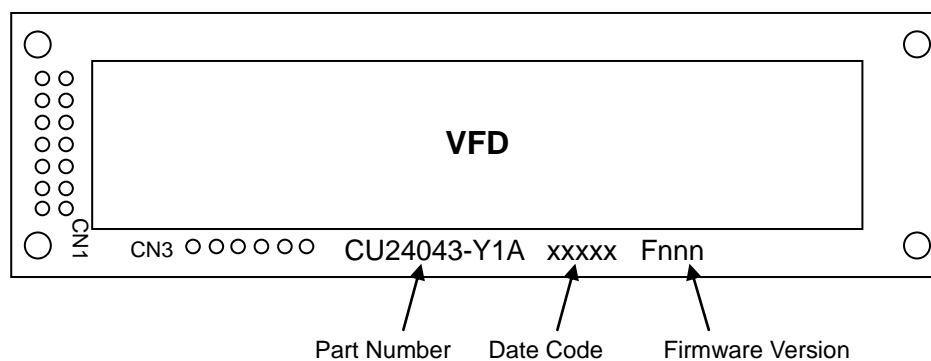 VFD
CN1
CN3 CU24043-Y1A xxxxx Fnnn
Part Number Date Code Firmware Version